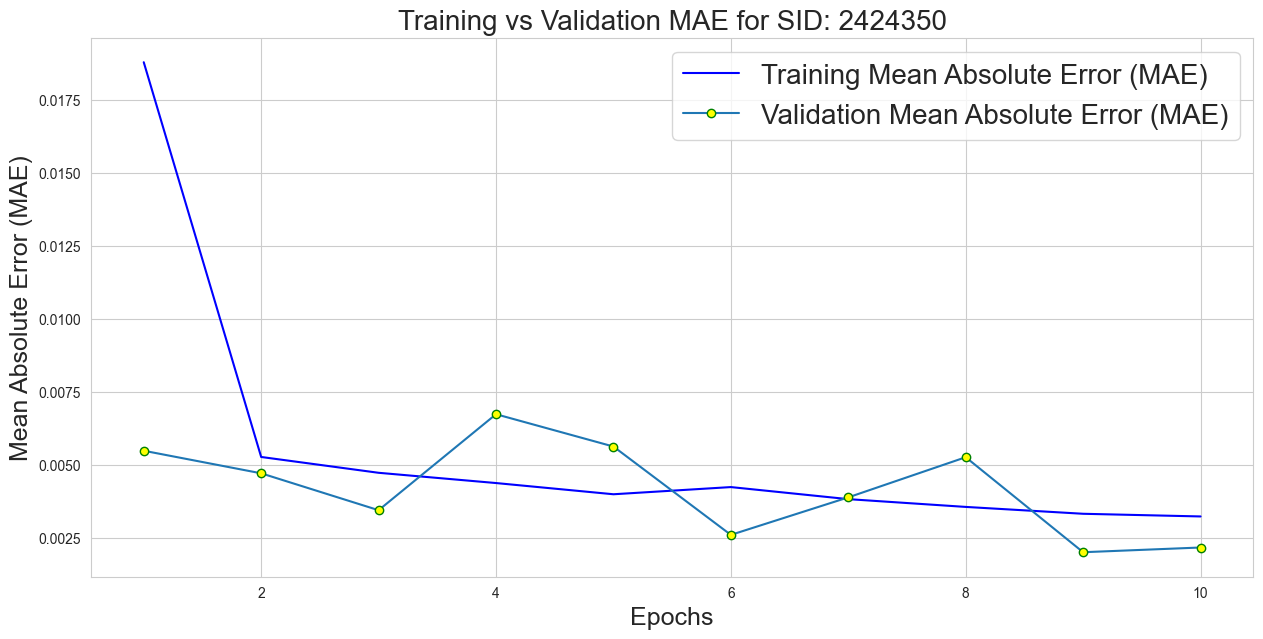 Training vs Validation MAE for SID: 2424350
Training Mean Absolute Error (MAE)
Validation Mean Absolute Error (MAE)
Mean Absolute Error (MAE)
0.0175
0.0150
0.0125
0.0100
0.0075
0.0050
0.0025
2 4 6 8 10
Epochs